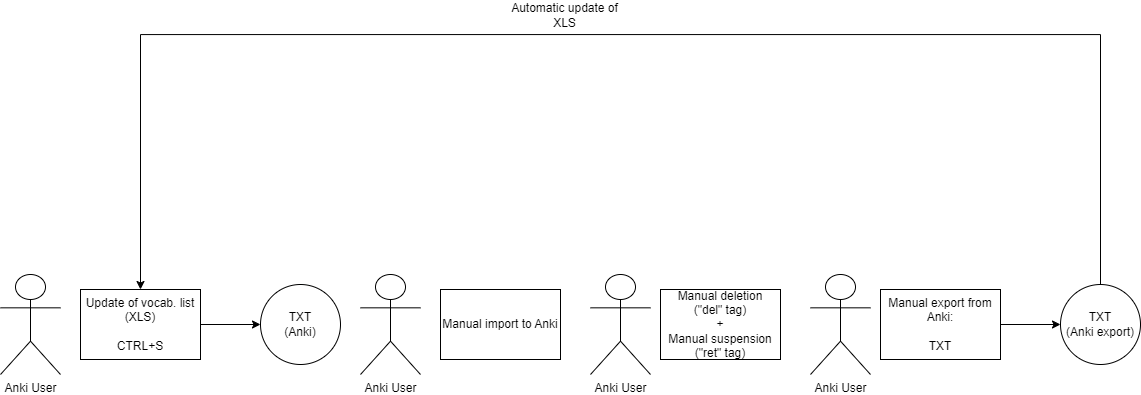 Automatic update of
XLS
Update of vocab. list
(XLS)
CTRL+S
TXT
(Anki)
Manual import to Anki
Manual deletion
("del" tag)
+
Manual suspension
("ret" tag)
Manual export from
Anki:
TXT
TXT
(Anki export)
Anki User
Anki User
Anki User
Anki User